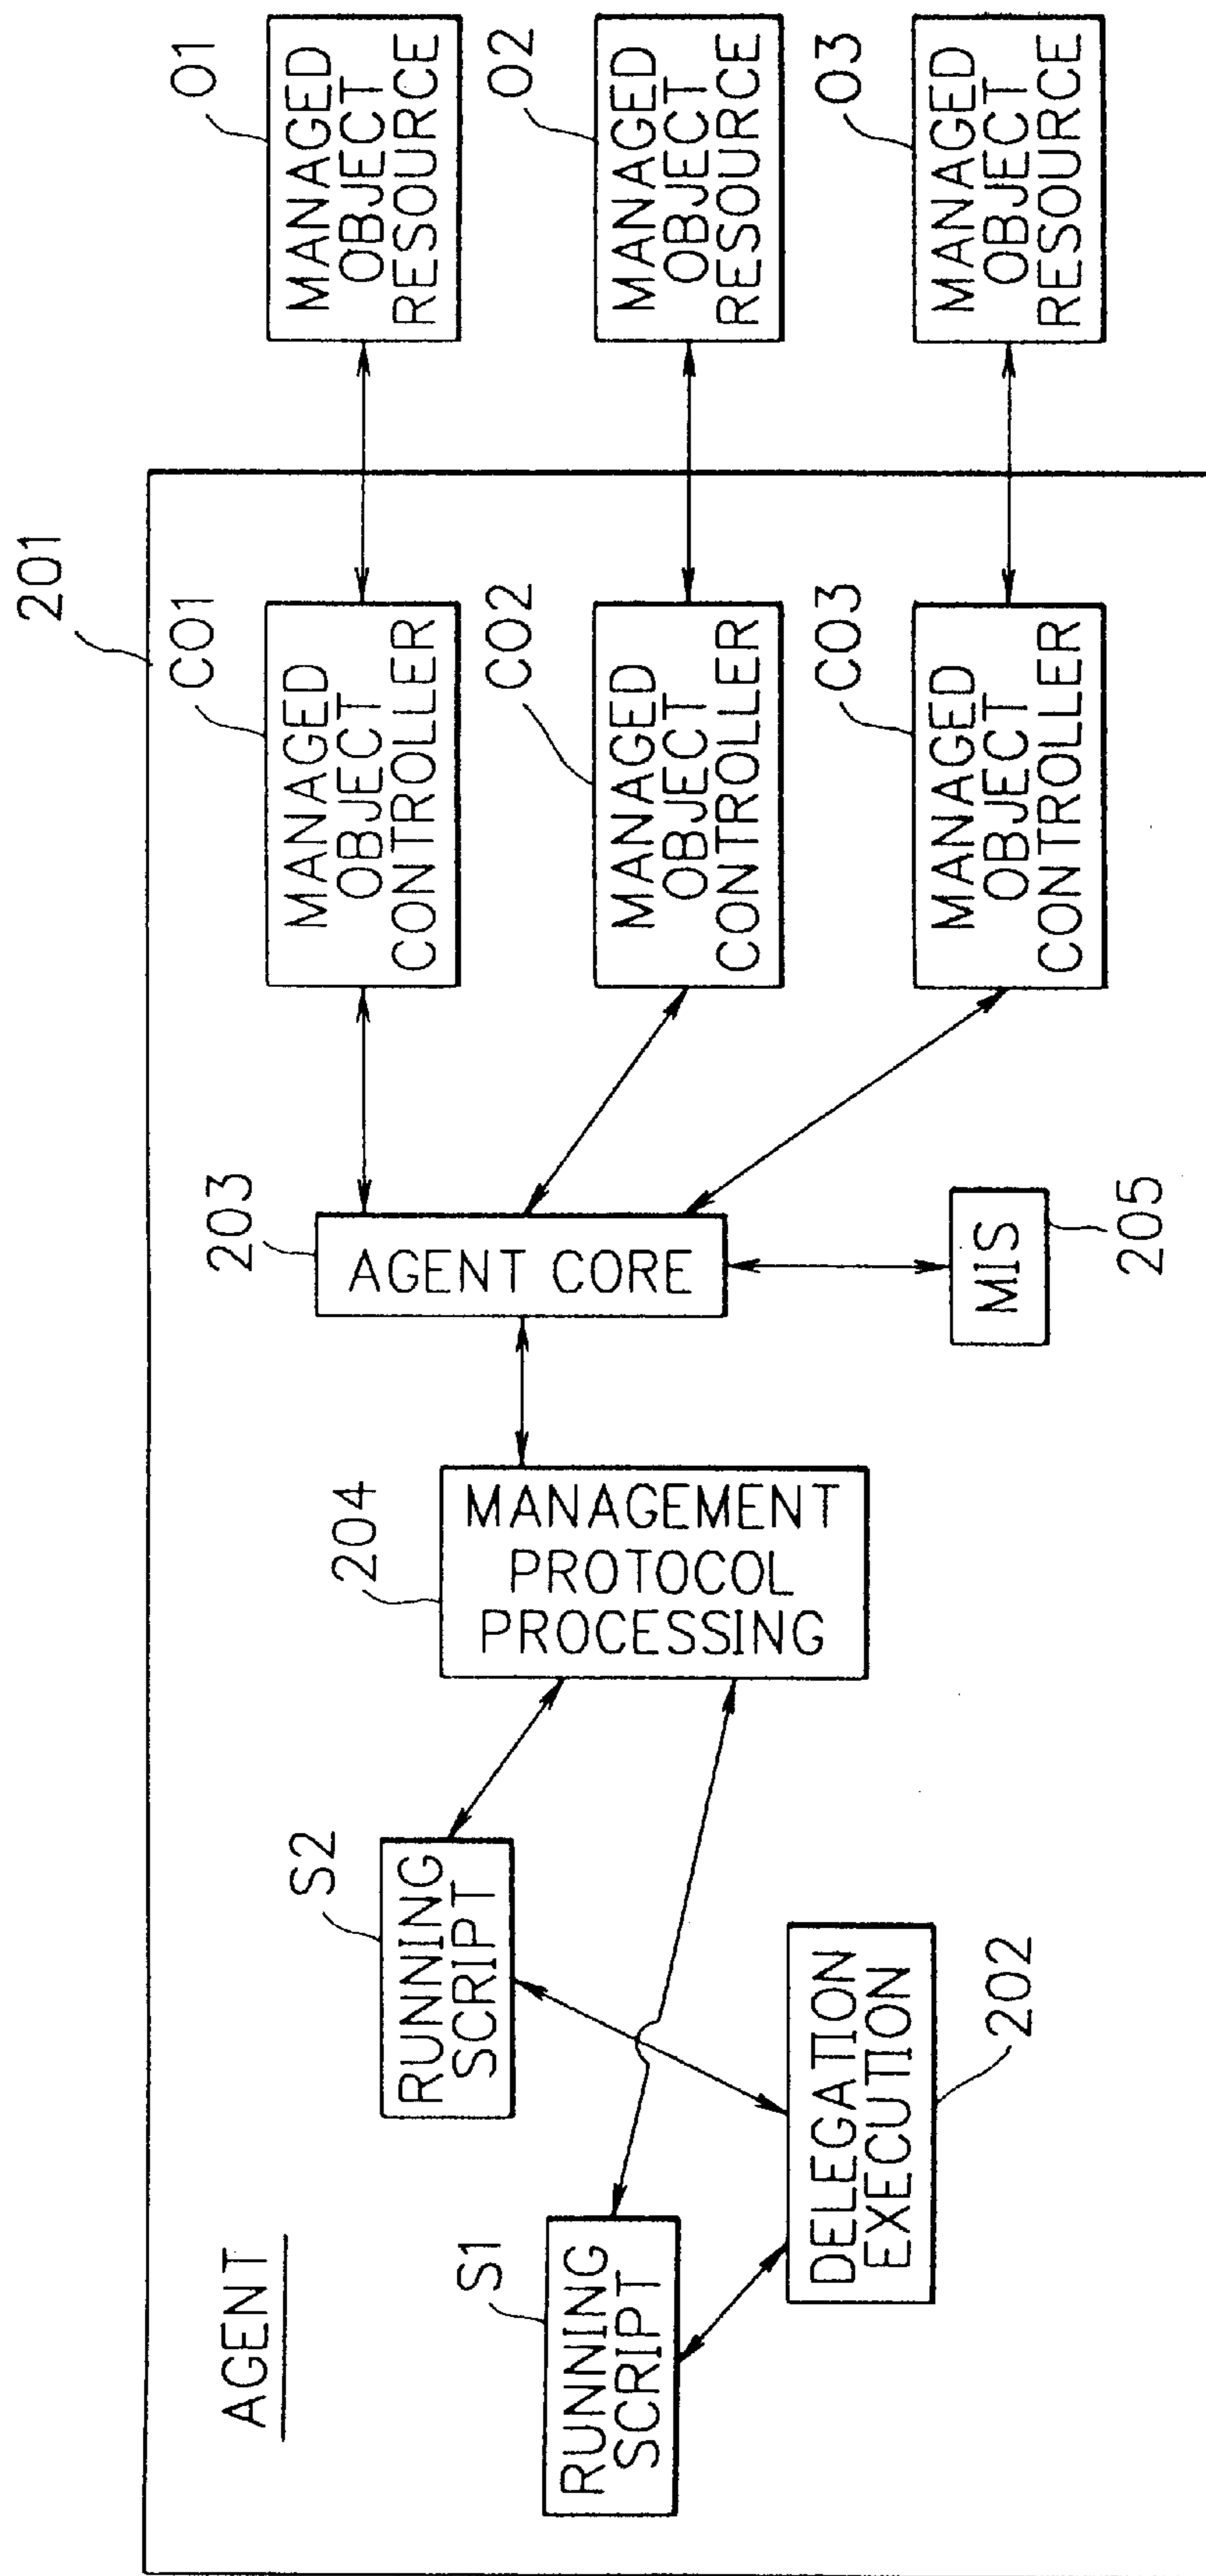 AGENT
201
S1
RUNNING
SCRIPT
S2
RUNNING
SCRIPT
DELEGATION
EXECUTION
202
204
MANAGEMENT
PROTOCOL
PROCESSING
203
AGENT CORE
MIS
205
CO1
MANAGED
OBJECT
CONTROLLER
CO2
MANAGED
OBJECT
CONTROLLER
CO3
MANAGED
OBJECT
CONTROLLER
O1
MANAGED
OBJECT
RESOURCE
O2
MANAGED
OBJECT
RESOURCE
O3
MANAGED
OBJECT
RESOURCE